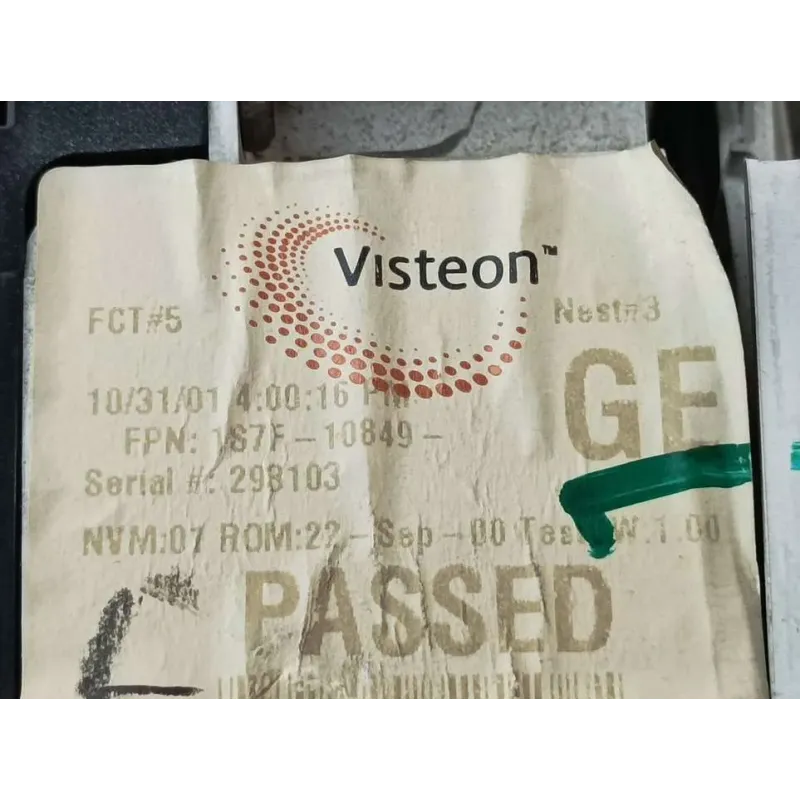 Visteon™
FCT#5 Nest#3
10/31/01 4:00:16 PM
GE
FPN: 1S7F-10849-
Serial #: 298103
NVM:07 ROM:22-Sep-00 Test W.1.00
PASSED